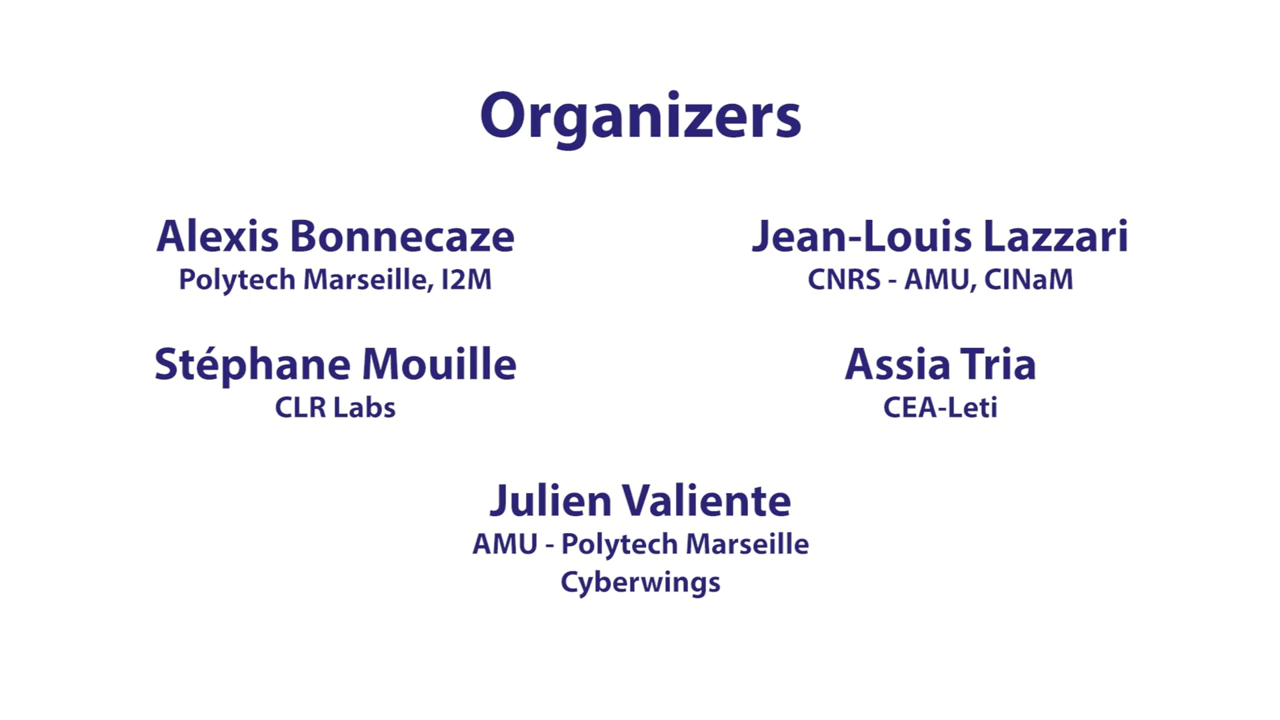 Organizers
Alexis Bonnecaze
Polytech Marseille, I2M
Jean-Louis Lazzari
CNRS - AMU, CINaM
Stéphane Mouille
CLR Labs
Assia Tria
CEA-Leti
Julien Valiente
AMU - Polytech Marseille
Cyberwings